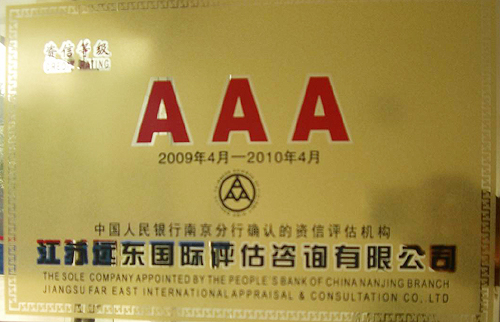 资信等级
AAA
2009年4月—2010年4月
中国人民银行南京分行确认的资信评估机构
江苏远东国际评估咨询有限公司
THE SOLE COMPANY APPOINTED BY THE PEOPLE'S BANK OF CHINA NANJING BRANCH
JIANGSU FAR EAST INTERNATIONAL APPRAISAL & CONSULTATION CO., LTD